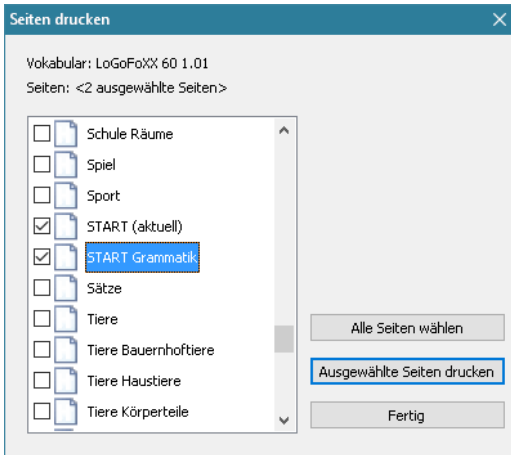 Seiten drucken
Vokabular: LoGoFoXX 60 1.01
Seiten: <2 ausgewählte Seiten>
Schule Räume
Spiel
Sport
START (aktuell)
START Grammatik
Sätze
Tiere
Tiere Bauernhoftiere
Tiere Haustiere
Tiere Körperteile
Alle Seiten wählen
Ausgewählte Seiten drucken
Fertig